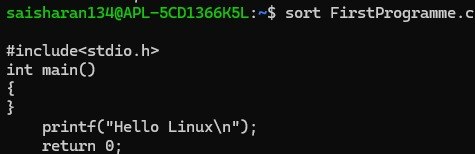 saisharan134@APL-5CD1366K5L:~$ sort FirstProgramme.c
#include<stdio.h>
int main()
{
}
    printf("Hello Linux\n");
    return 0;